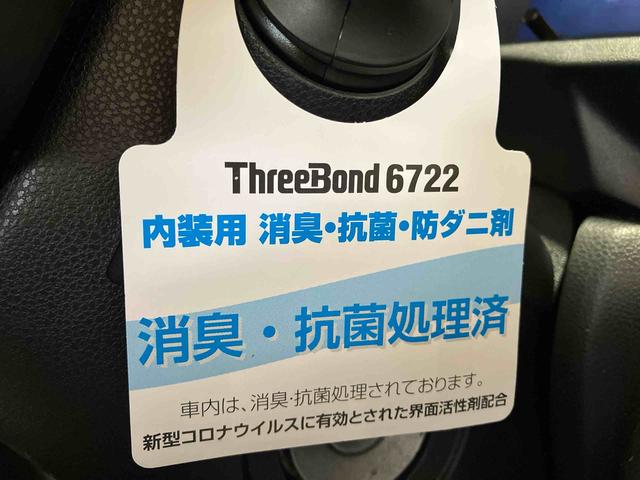 ThreeBond 6722
内装用 消臭・抗菌・防ダニ剤
消臭・抗菌処理済
車内は、消臭・抗菌処理されております。
新型コロナウイルスに有効とされた界面活性剤配合